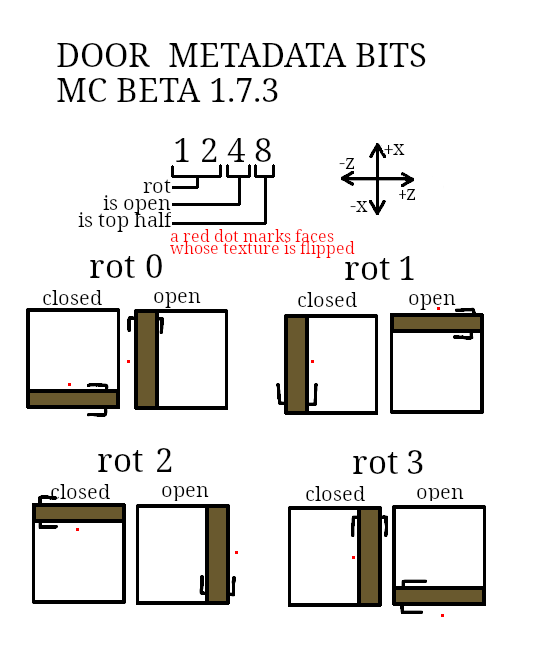 DOOR METADATA BITS
MC BETA 1.7.3
1 2 4 8
rot
is open
is top half
+x
-z
+z
-x
a red dot marks faces
whose texture is flipped
rot 0
closed open
rot 1
closed open
rot 2
closed open
rot 3
closed open